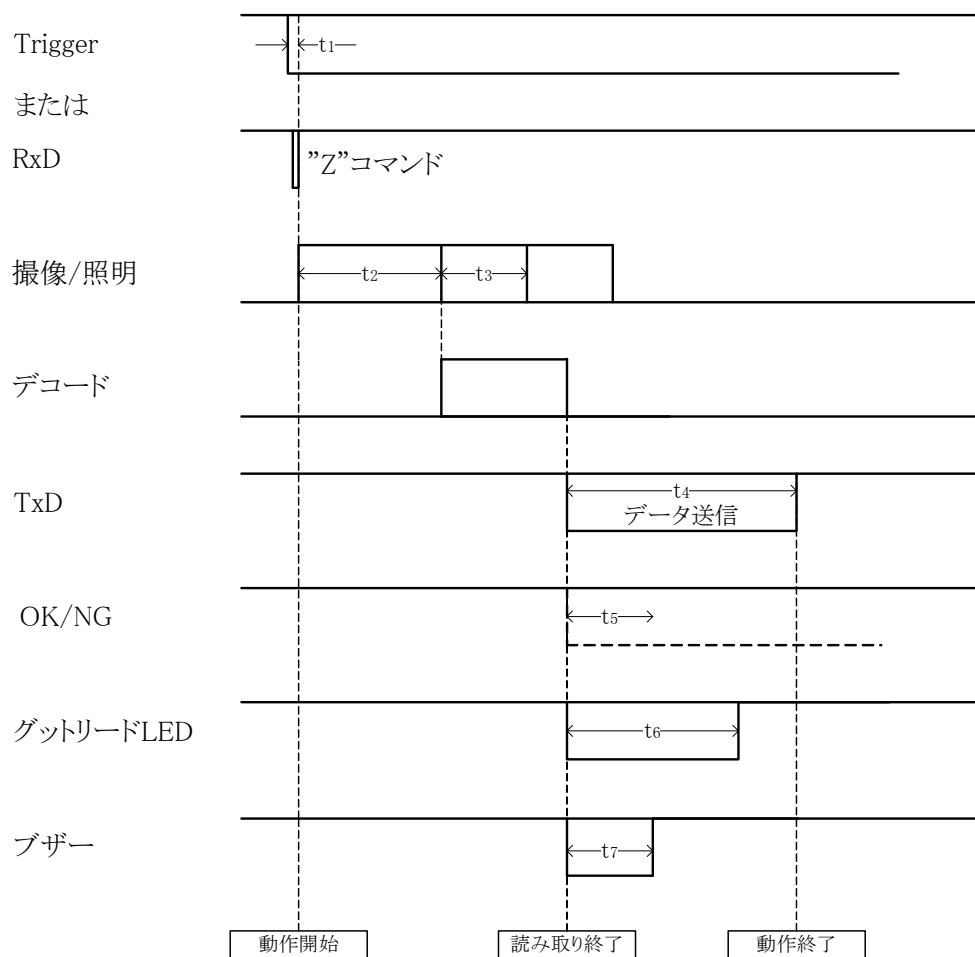 Trigger
t1
または
RxD
”Z”コマンド
撮像/照明
t2
t3
デコード
TxD
t4
データ送信
OK/NG
t5
グットリードLED
t6
ブザー
t7
動作開始
読み取り終了
動作終了